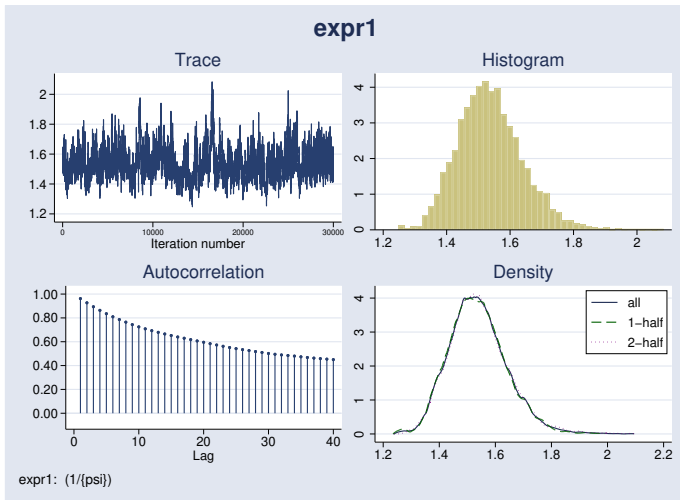 expr1
Trace
2
1.8
1.6
1.4
1.2
0 10000 20000 30000
Iteration number
Histogram
4
3
2
1
0
1.2 1.4 1.6 1.8 2
Autocorrelation
1.00
0.80
0.60
0.40
0.20
0.00
0 10 20 30 40
Lag
Density
4
3
2
1
0
all
1−half
2−half
1.2 1.4 1.6 1.8 2 2.2
expr1: (1/{psi})